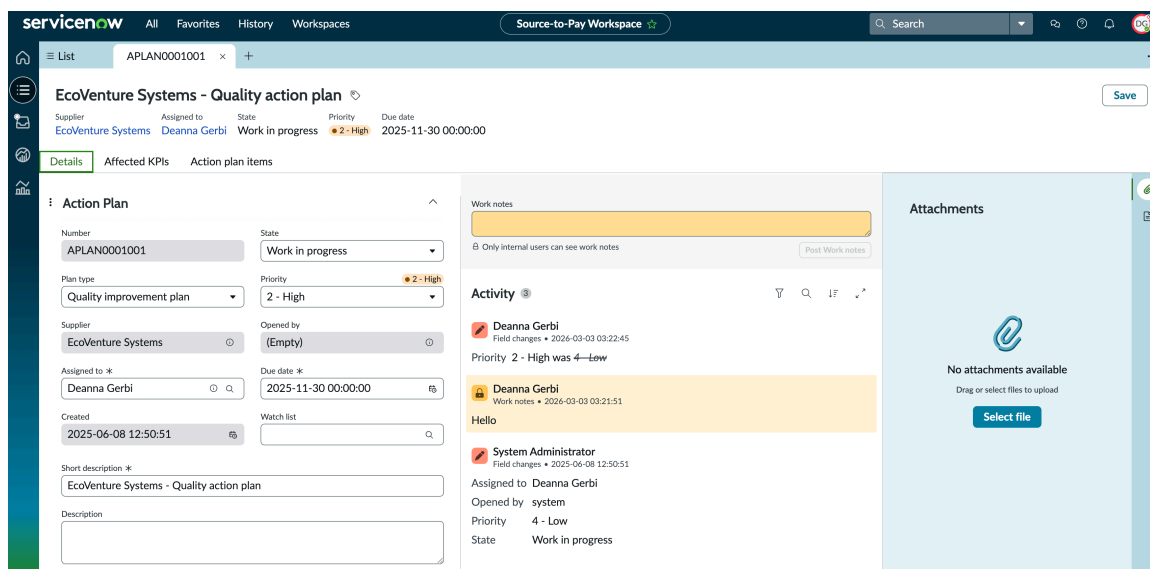 servicenow All Favorites History Workspaces Source-to-Pay Workspace Search DG
List APLAN0001001
EcoVenture Systems - Quality action plan
Save
Supplier Assigned to State Priority Due date
EcoVenture Systems Deanna Gerbi Work in progress 2 - High 2025-11-30 00:00:00
Details Affected KPIs Action plan items
Action Plan
Number State
APLAN0001001 Work in progress
Plan type Priority 2 - High
Quality improvement plan 2 - High
Supplier Opened by
EcoVenture Systems (Empty)
Assigned to * Due date *
Deanna Gerbi 2025-11-30 00:00:00
Created Watch list
2025-06-08 12:50:51
Short description *
EcoVenture Systems - Quality action plan
Description
Work notes
Only internal users can see work notes Post Work notes
Activity 3
Deanna Gerbi
Field changes • 2026-03-03 03:22:45
Priority 2 - High was 4 - Low
Deanna Gerbi
Work notes • 2026-03-03 03:21:51
Hello
System Administrator
Field changes • 2025-06-08 12:50:51
Assigned to Deanna Gerbi
Opened by system
Priority 4 - Low
State Work in progress
Attachments
No attachments available
Drag or select files to upload
Select file